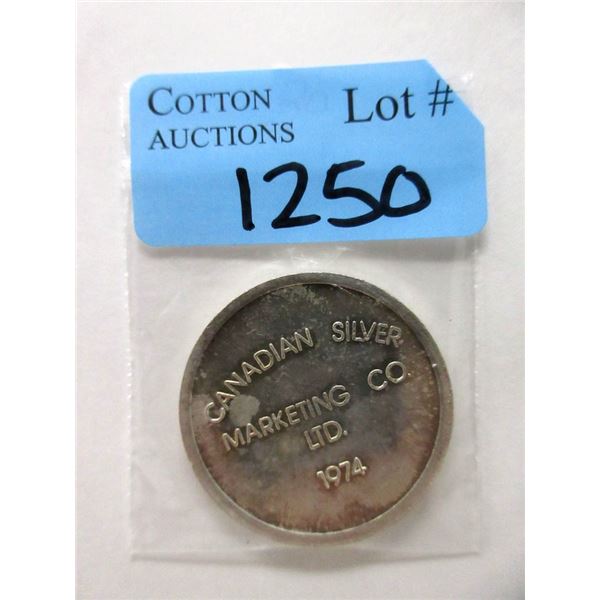 COTTON
AUCTIONS
Lot #
1250
CANADIAN SILVER
MARKETING CO
LTD.
1974